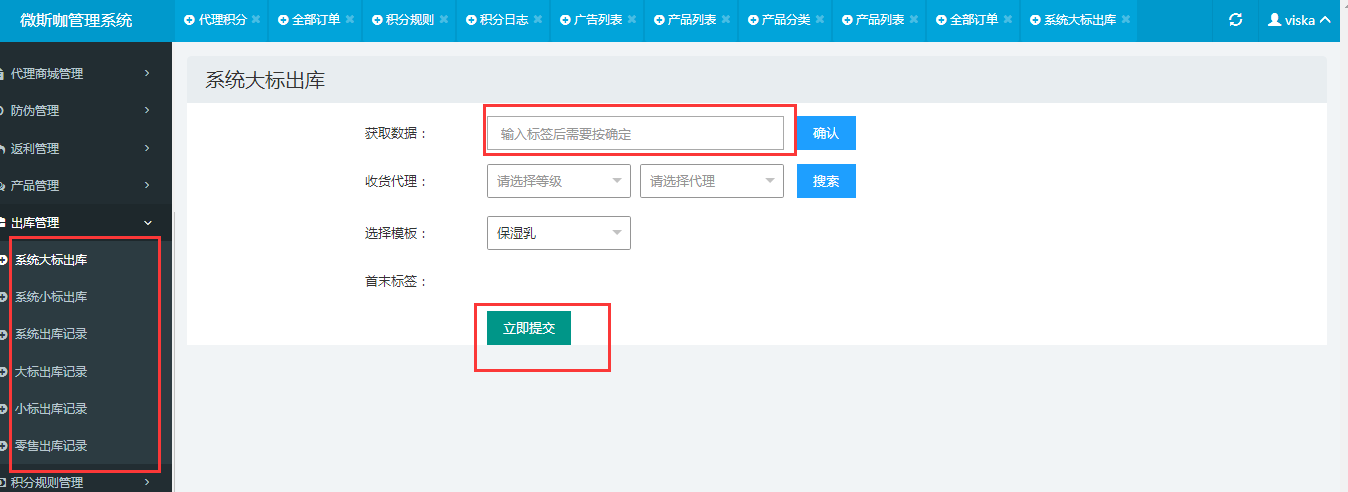 微斯咖管理系统
代理积分
全部订单
积分规则
积分日志
广告列表
产品列表
产品分类
产品列表
全部订单
系统大标出库
viska
代理商城管理
防伪管理
返利管理
产品管理
出库管理
系统大标出库
系统小标出库
系统出库记录
大标出库记录
小标出库记录
零售出库记录
积分规则管理
系统大标出库
获取数据： 输入标签后需要按确定 确认
收货代理： 请选择等级 请选择代理 搜索
选择模板： 保湿乳
首末标签：
立即提交